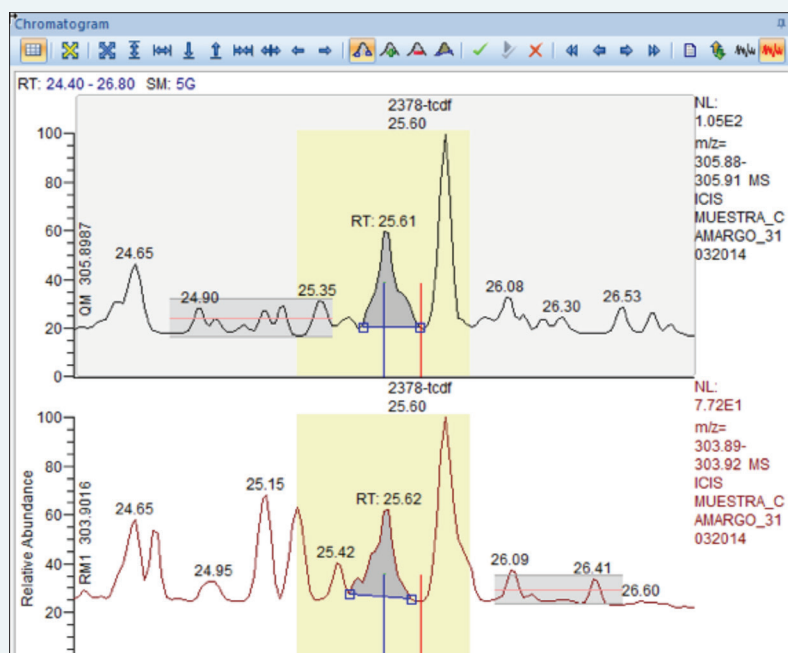 Chromatogram
RT: 24.40 - 26.80 SM: 5G
2378-tcdf
25.60
NL:
1.05E2
m/z=
305.88-
305.91 MS
ICIS
MUESTRA_C
AMARGO_31
032014
100
80
60
40
20
0
QM 305.8987
24.65
24.90
25.35
RT: 25.61
26.08
26.30
26.53
2378-tcdf
25.60
NL:
7.72E1
m/z=
303.89-
303.92 MS
ICIS
MUESTRA_C
AMARGO_31
032014
100
80
60
40
20
Relative Abundance
RM1 303.9016
24.65
24.95
25.15
25.42
RT: 25.62
26.09
26.41
26.60